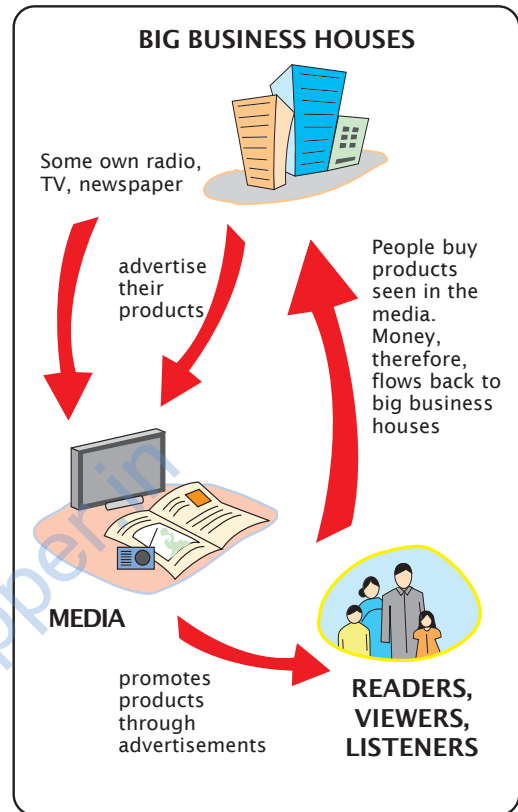 BIG BUSINESS HOUSES
Some own radio,
TV, newspaper
advertise
their
products
People buy
products
seen in the
media.
Money,
therefore,
flows back to
big business
houses
MEDIA
promotes
products
through
advertisements
READERS,
VIEWERS,
LISTENERS